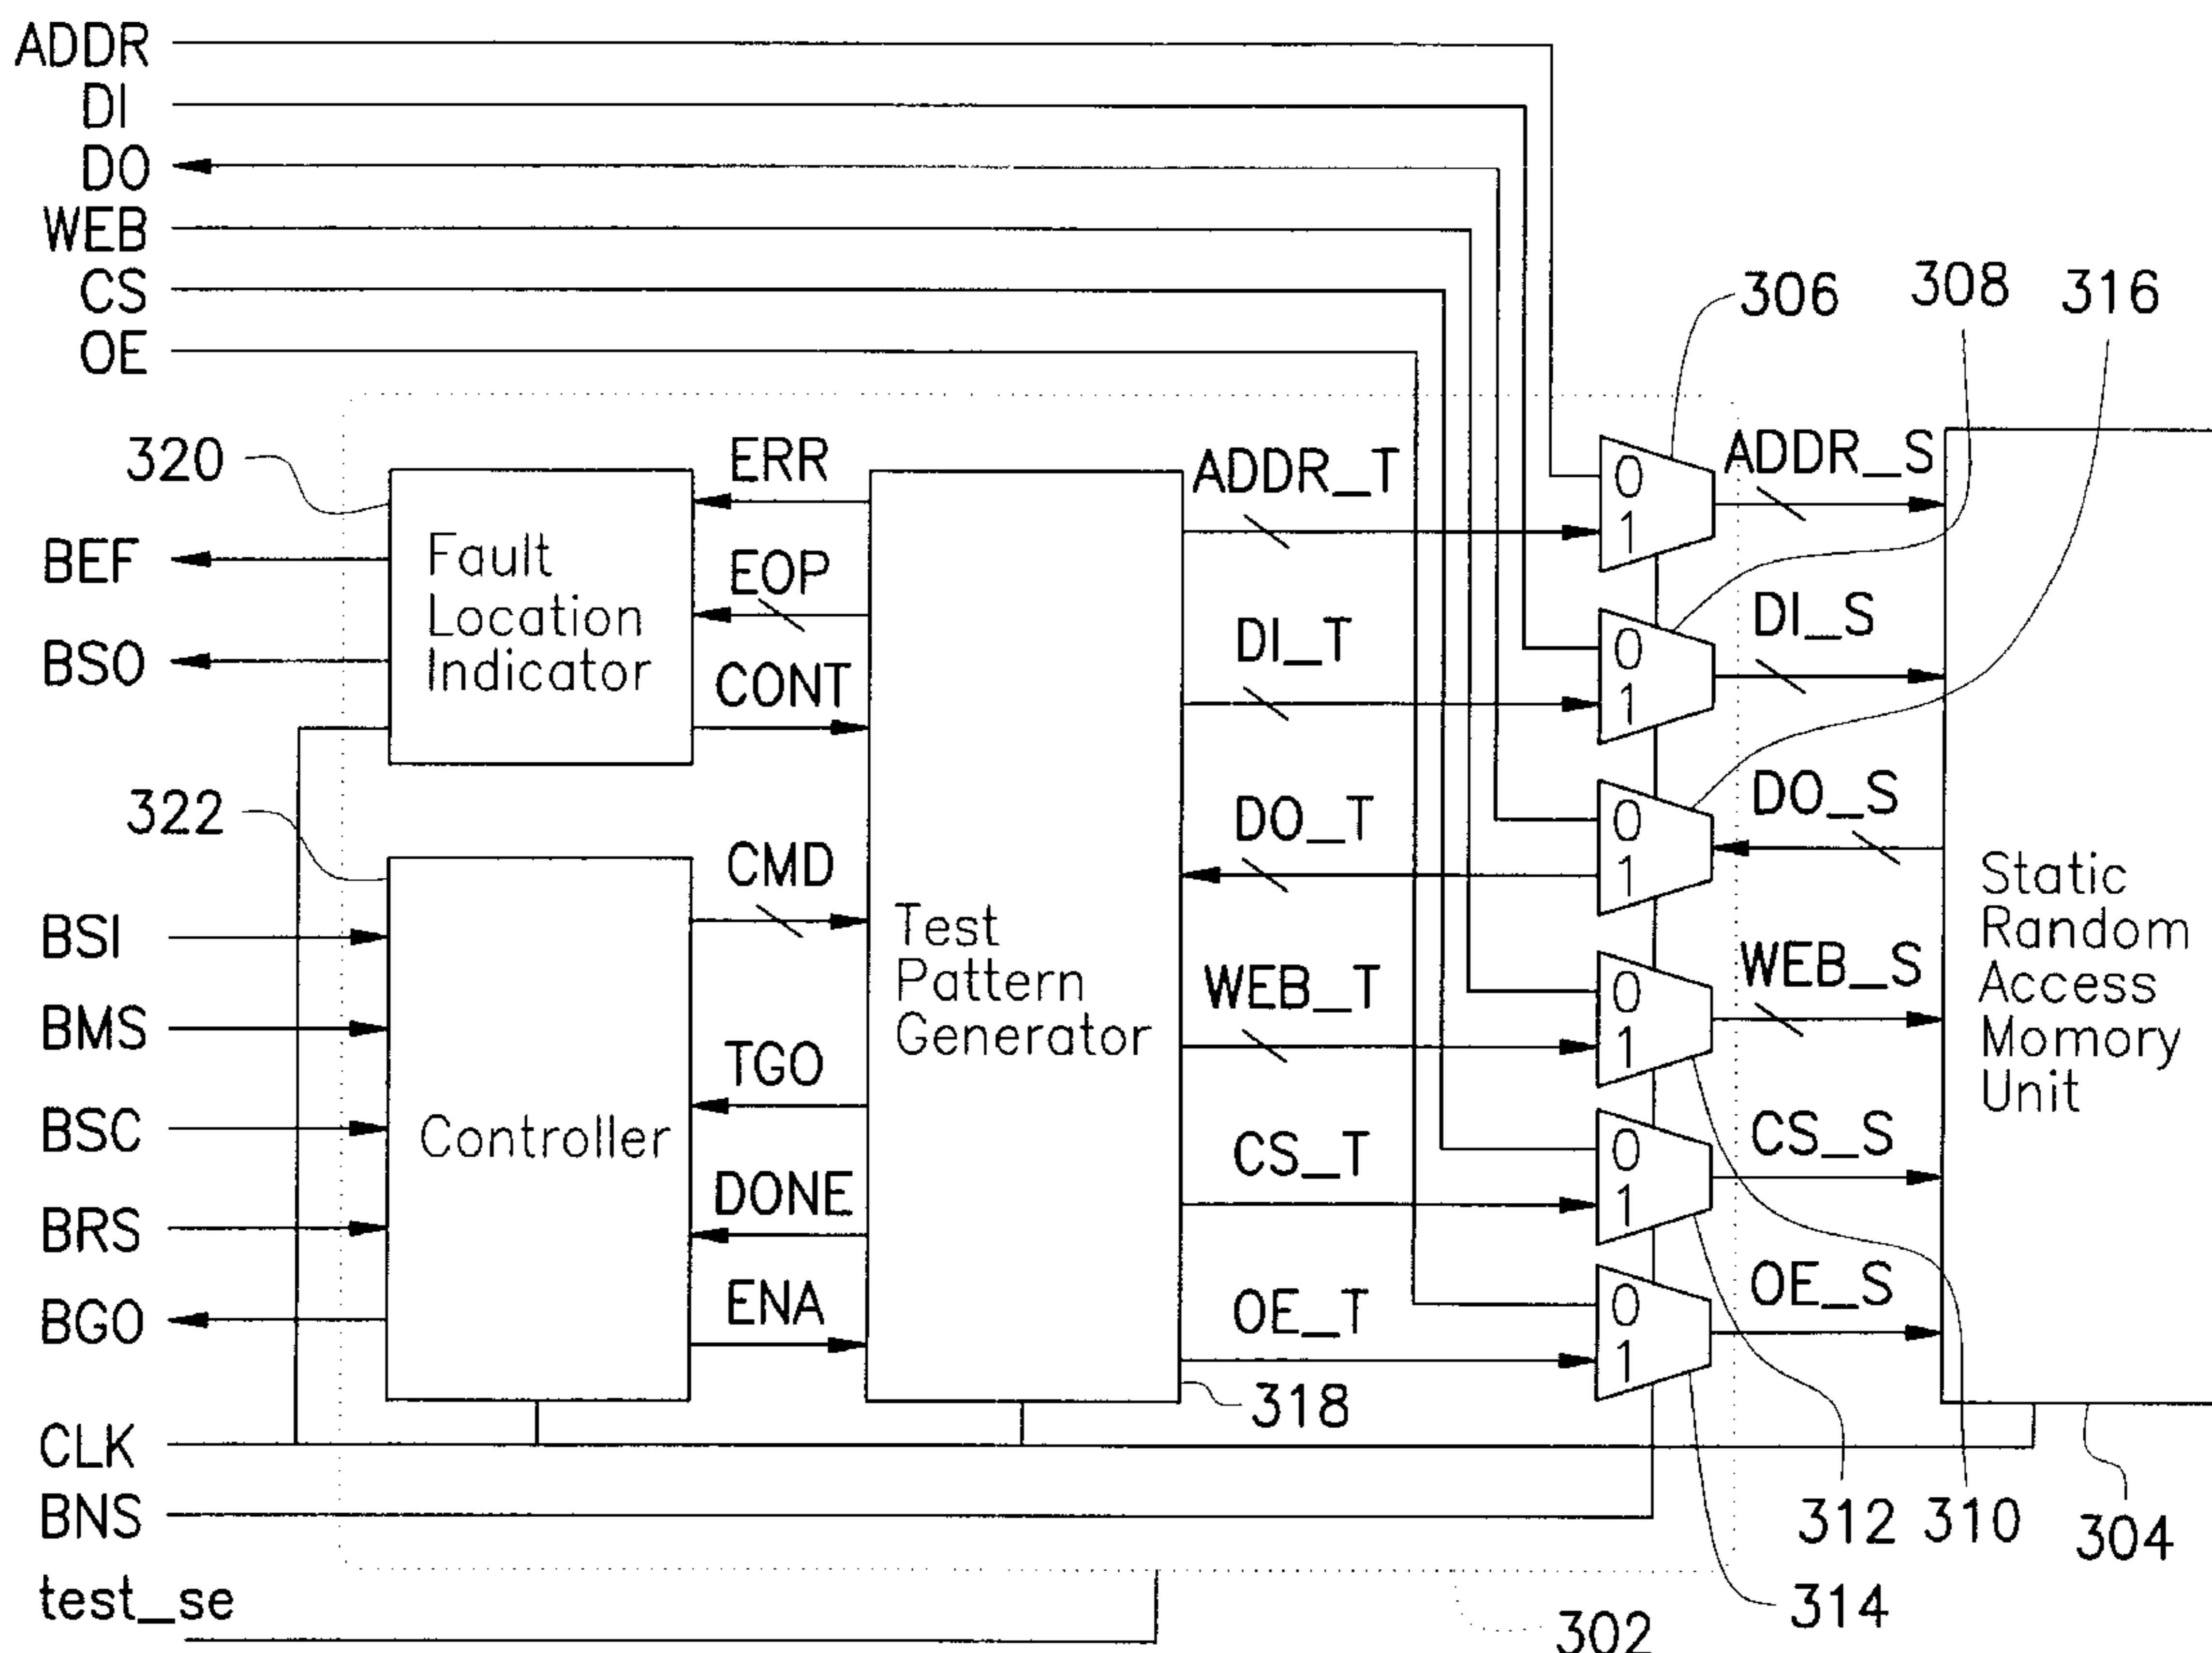 ADDR
DI
DO
WEB
CS
OE
306
308
316
320
ERR
ADDR_T
0
1
ADDR_S
BEF
Fault
Location
Indicator
EOP
DI_T
0
1
DI_S
BSO
CONT
322
CMD
DO_T
0
1
DO_S
Static
Random
Access
Momory
Unit
BSI
Test
Pattern
Generator
BMS
WEB_T
0
1
WEB_S
TGO
BSC
Controller
CS_T
0
1
CS_S
BRS
DONE
BGO
ENA
OE_T
0
1
OE_S
318
CLK
BNS
312
310
304
test_se
302
314